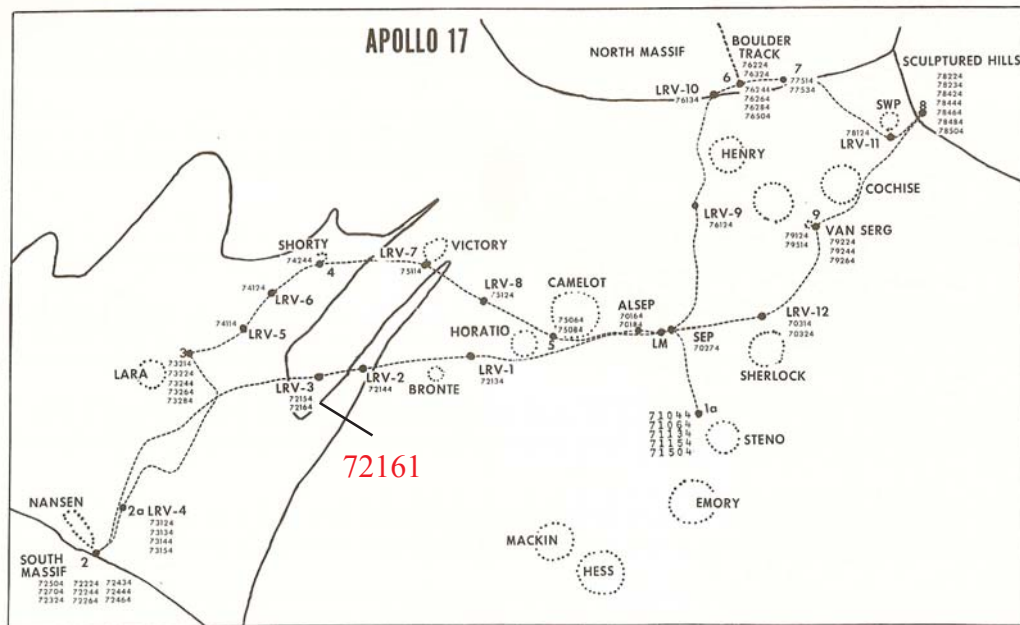 APOLLO 17
NORTH MASSIF
BOULDER
TRACK
76224
76324
6
76244
76264
76284
76504
7
77514
77534
LRV-10
76134
SCULPTURED HILLS
78224
78234
78424
78444
78464
78484
78504
8
SWP
78124
LRV-11
HENRY
COCHISE
LRV-9
76124
9
79124
79514
VAN SERG
79224
79244
79264
SHORTY
74244
4
LRV-7
75114
VICTORY
74124
LRV-6
LRV-8
75124
CAMELOT
75064
75084
5
ALSEP
70164
70184
LM
SEP
70274
LRV-12
70314
70324
74114
LRV-5
HORATIO
SHERLOCK
3
73214
73224
73244
73264
73284
LARA
LRV-3
72154
72164
LRV-2
72144
BRONTE
LRV-1
72134
72161
1a
71044
71064
71134
71154
71504
STENO
EMORY
NANSEN
2a LRV-4
73124
73134
73144
73154
MACKIN
HESS
2
SOUTH
MASSIF
72504 72224 72434
72704 72244 72444
72324 72264 72464